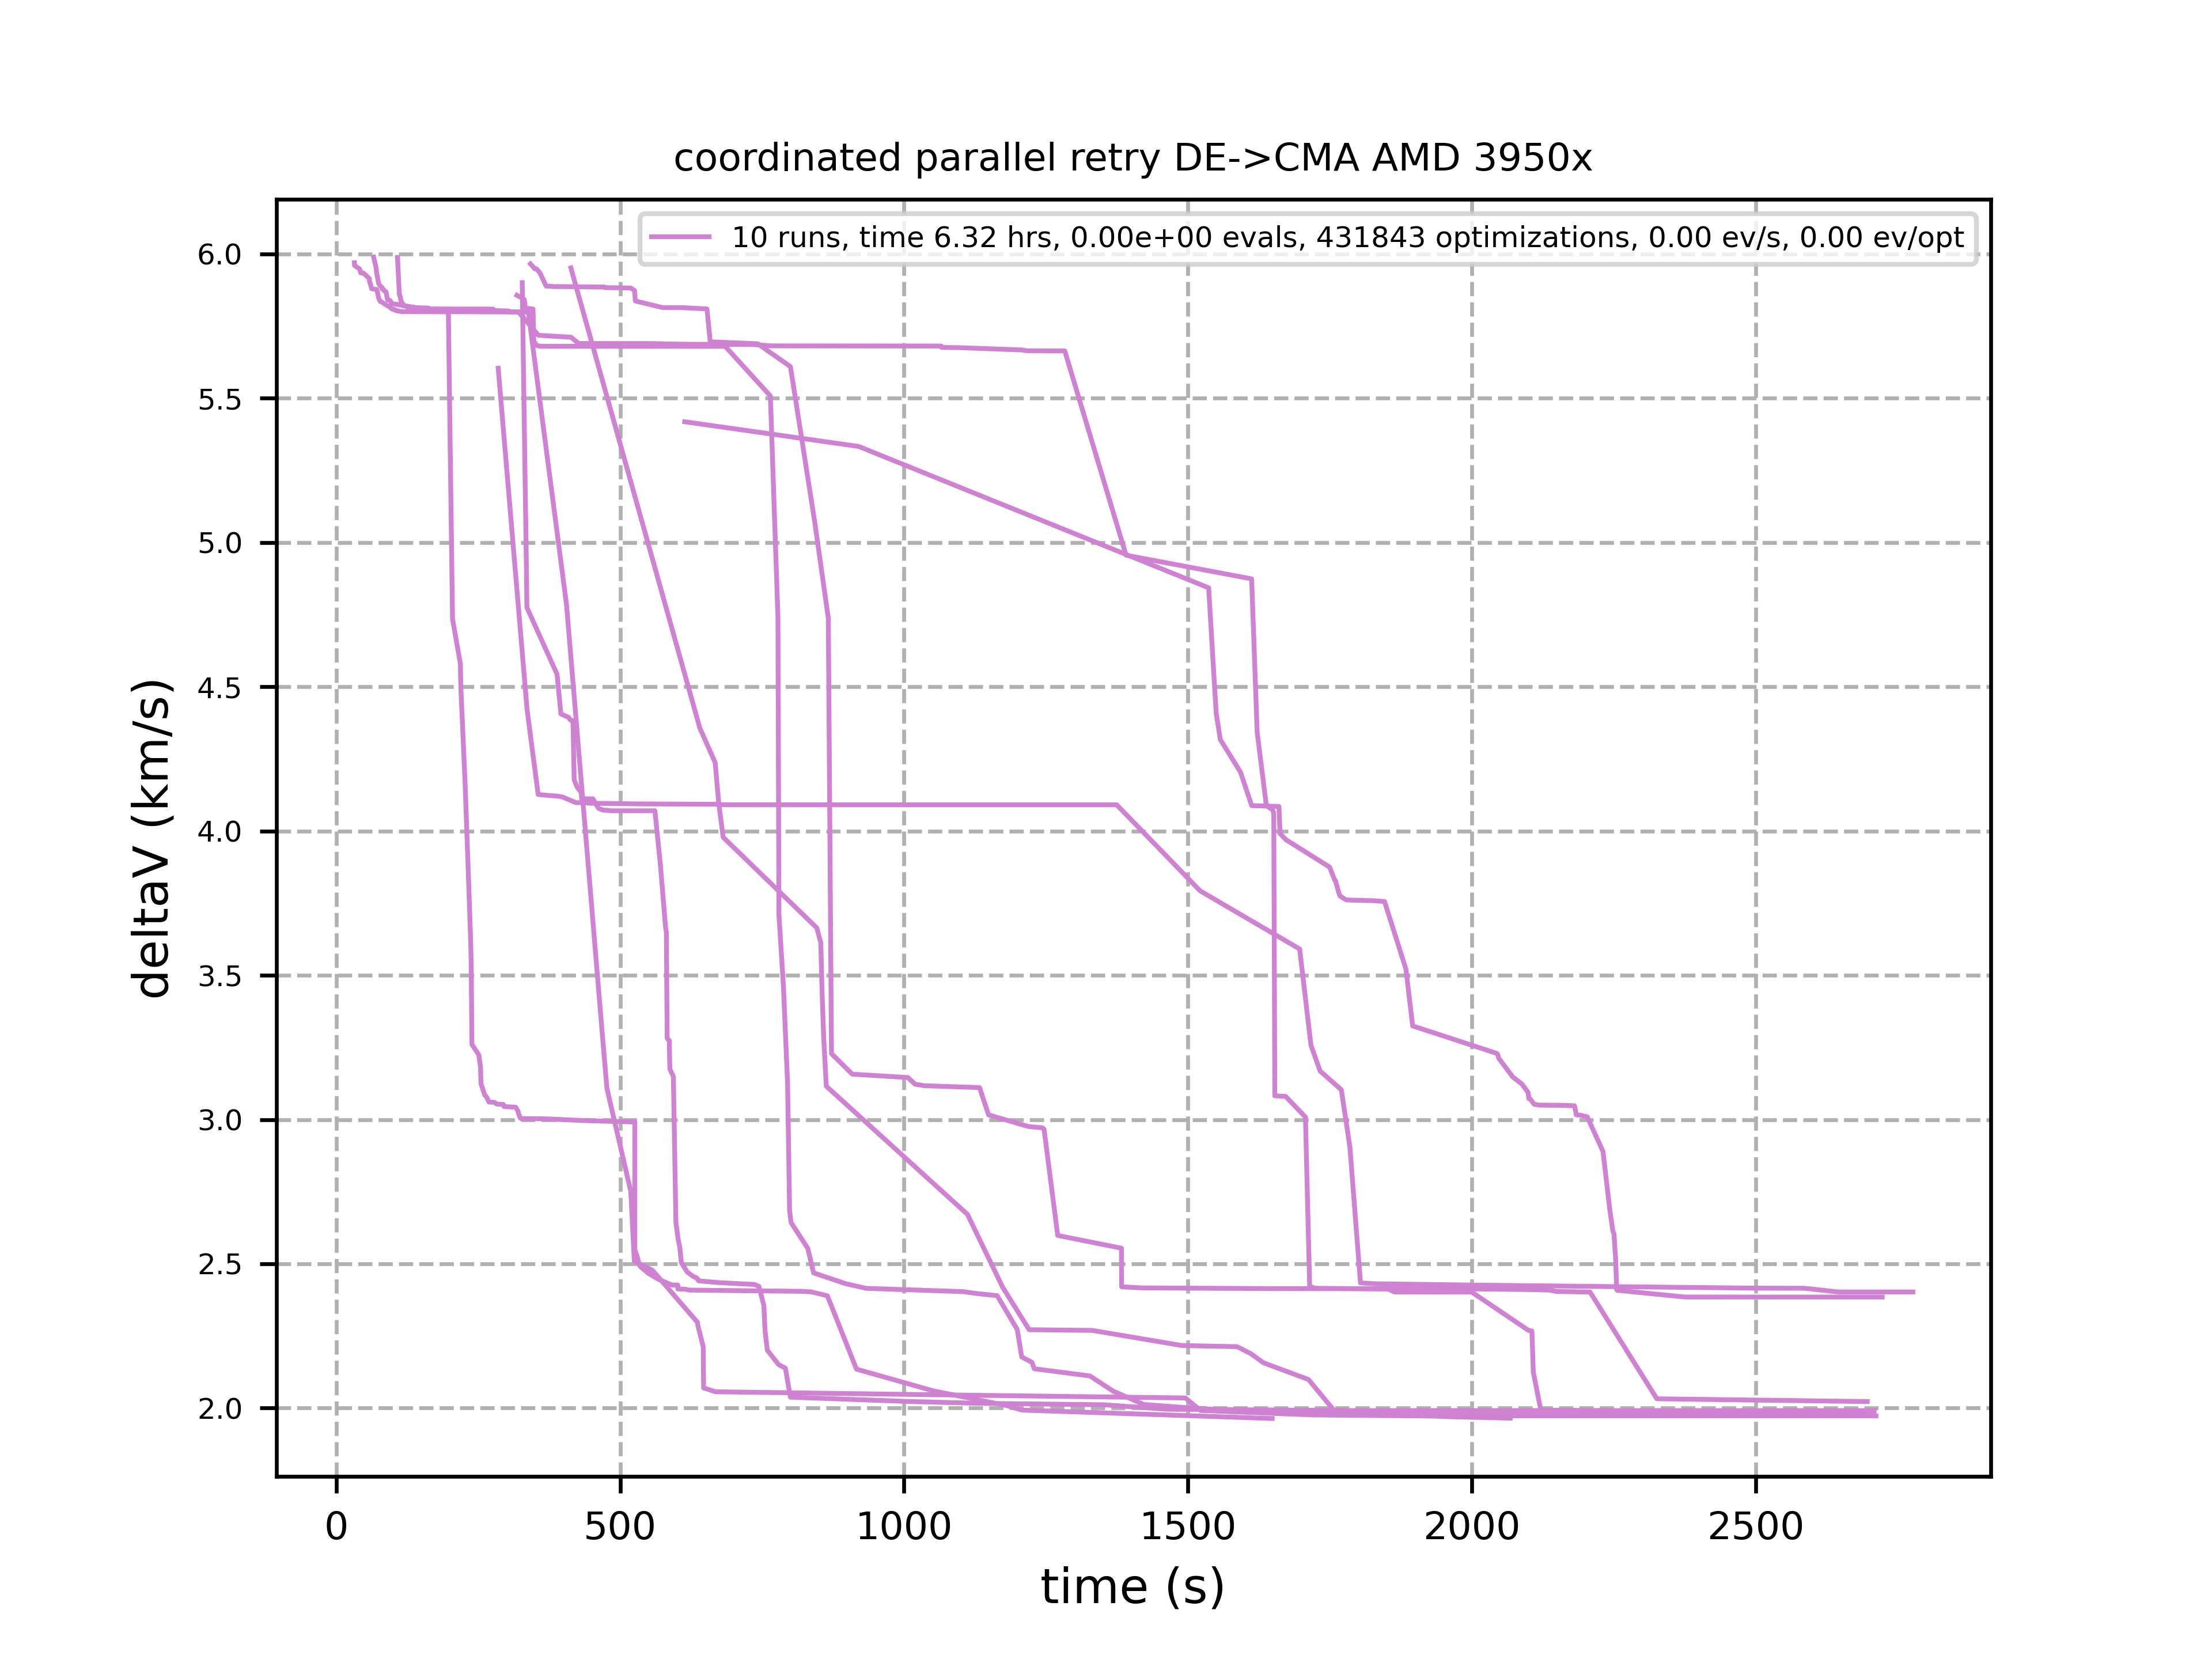 coordinated parallel retry DE->CMA AMD 3950x
10 runs, time 6.32 hrs, 0.00e+00 evals, 431843 optimizations, 0.00 ev/s, 0.00 ev/opt
deltaV (km/s)
6.0
5.5
5.0
4.5
4.0
3.5
3.0
2.5
2.0
0 500 1000 1500 2000 2500
time (s)